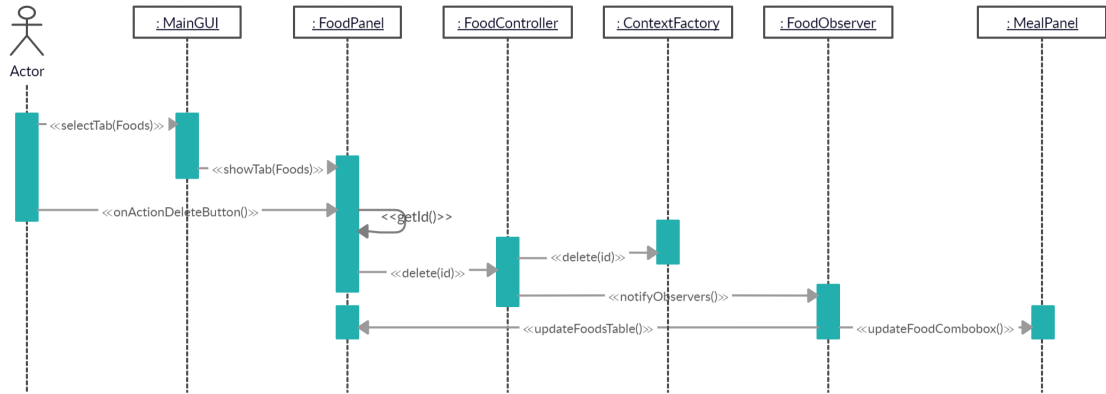 : MainGUI
: FoodPanel
: FoodController
: ContextFactory
: FoodObserver
: MealPanel
Actor
<<selectTab(Foods)>>
<<showTab(Foods)>>
<<onActionDeleteButton()>>
<<getId()>>
<<delete(id)>>
<<delete(id)>>
<<notifyObservers()>>
<<updateFoodsTable()>>
<<updateFoodCombobox()>>